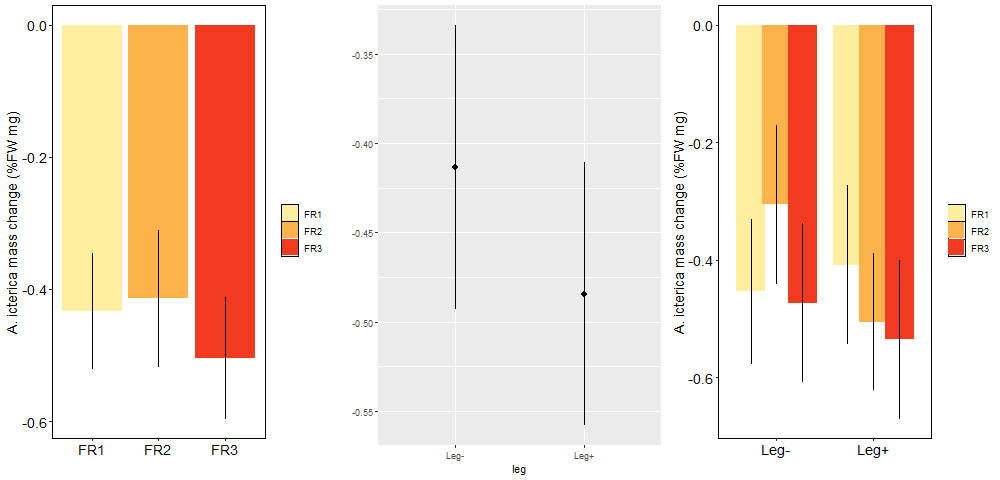 A. icterica mass change (%FW mg)
0.0
-0.2
-0.4
-0.6
FR1
FR2
FR3
FR1
FR2
FR3
-0.35
-0.40
-0.45
-0.50
-0.55
Leg-
Leg+
leg
A. icterica mass change (%FW mg)
0.0
-0.2
-0.4
-0.6
Leg-
Leg+
FR1
FR2
FR3